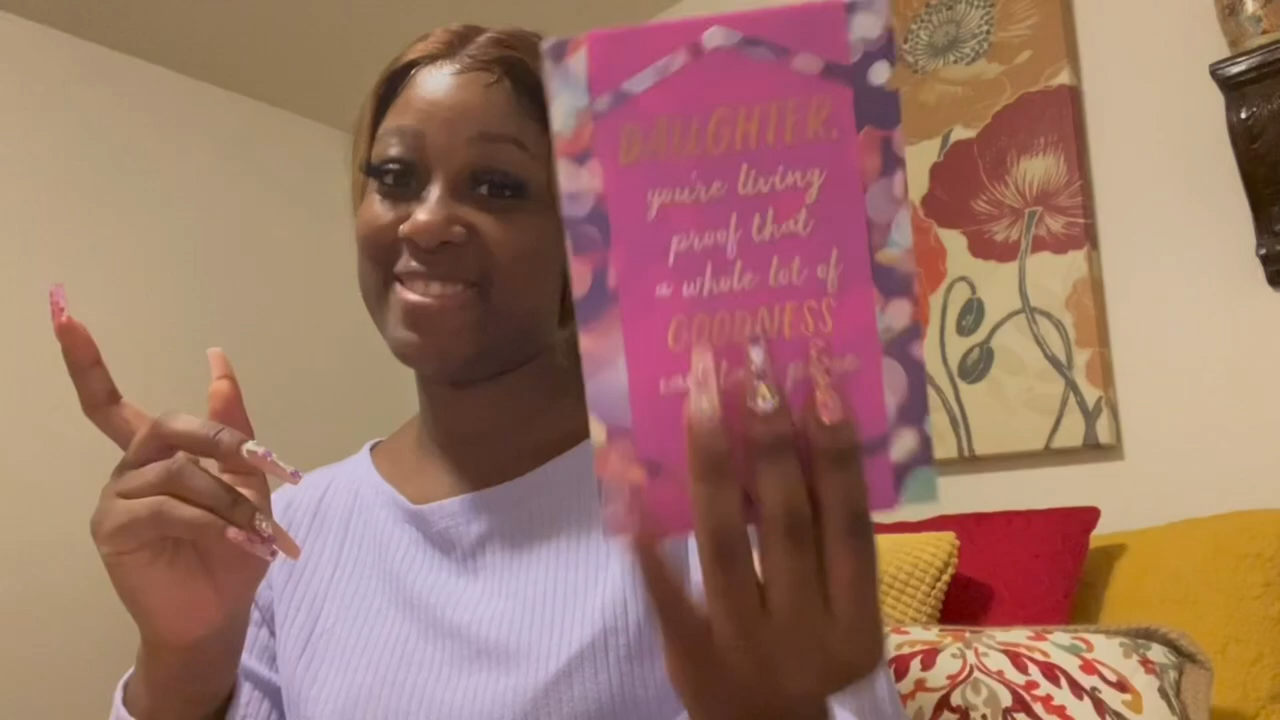 DAUGHTER,
you're living
proof that
a whole lot of
GOODNESS